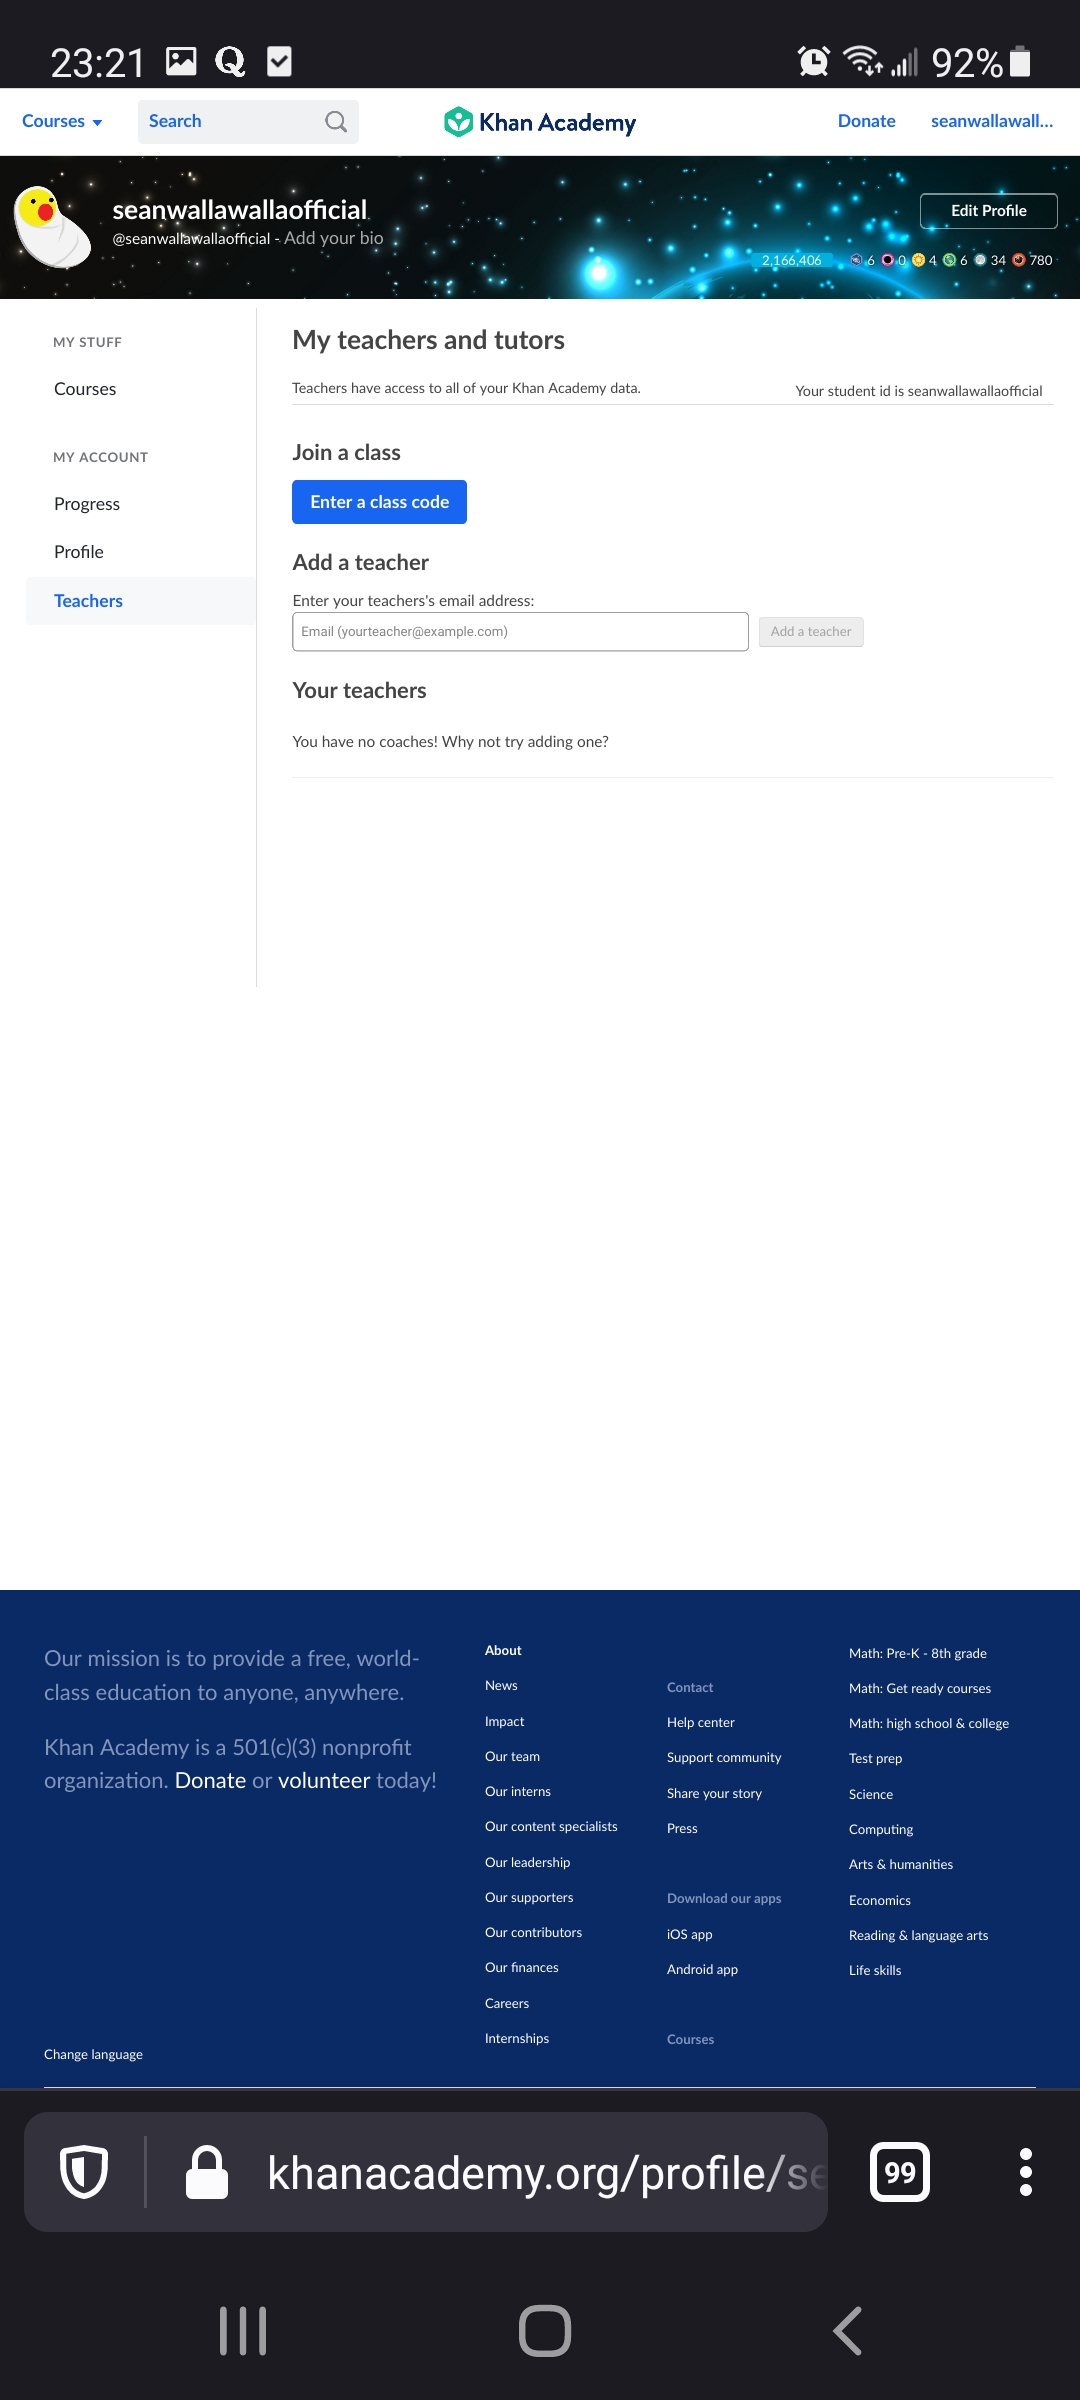 23:21
92%
Courses
Search
Khan Academy
Donate
seanwallawall...
seanwallawallaofficial
@seanwallawallaofficial - Add your bio
Edit Profile
2,166,406
6 0 4 6 34 780
MY STUFF
Courses
MY ACCOUNT
Progress
Profile
Teachers
My teachers and tutors
Teachers have access to all of your Khan Academy data.
Your student id is seanwallawallaofficial
Join a class
Enter a class code
Add a teacher
Enter your teachers's email address:
Email (yourteacher@example.com)
Add a teacher
Your teachers
You have no coaches! Why not try adding one?
Our mission is to provide a free, world-
class education to anyone, anywhere.
Khan Academy is a 501(c)(3) nonprofit
organization. Donate or volunteer today!
Change language
About
News
Impact
Our team
Our interns
Our content specialists
Our leadership
Our supporters
Our contributors
Our finances
Careers
Internships
Contact
Help center
Support community
Share your story
Press
Download our apps
iOS app
Android app
Courses
Math: Pre-K - 8th grade
Math: Get ready courses
Math: high school & college
Test prep
Science
Computing
Arts & humanities
Economics
Reading & language arts
Life skills
khanacademy.org/profile/se
99